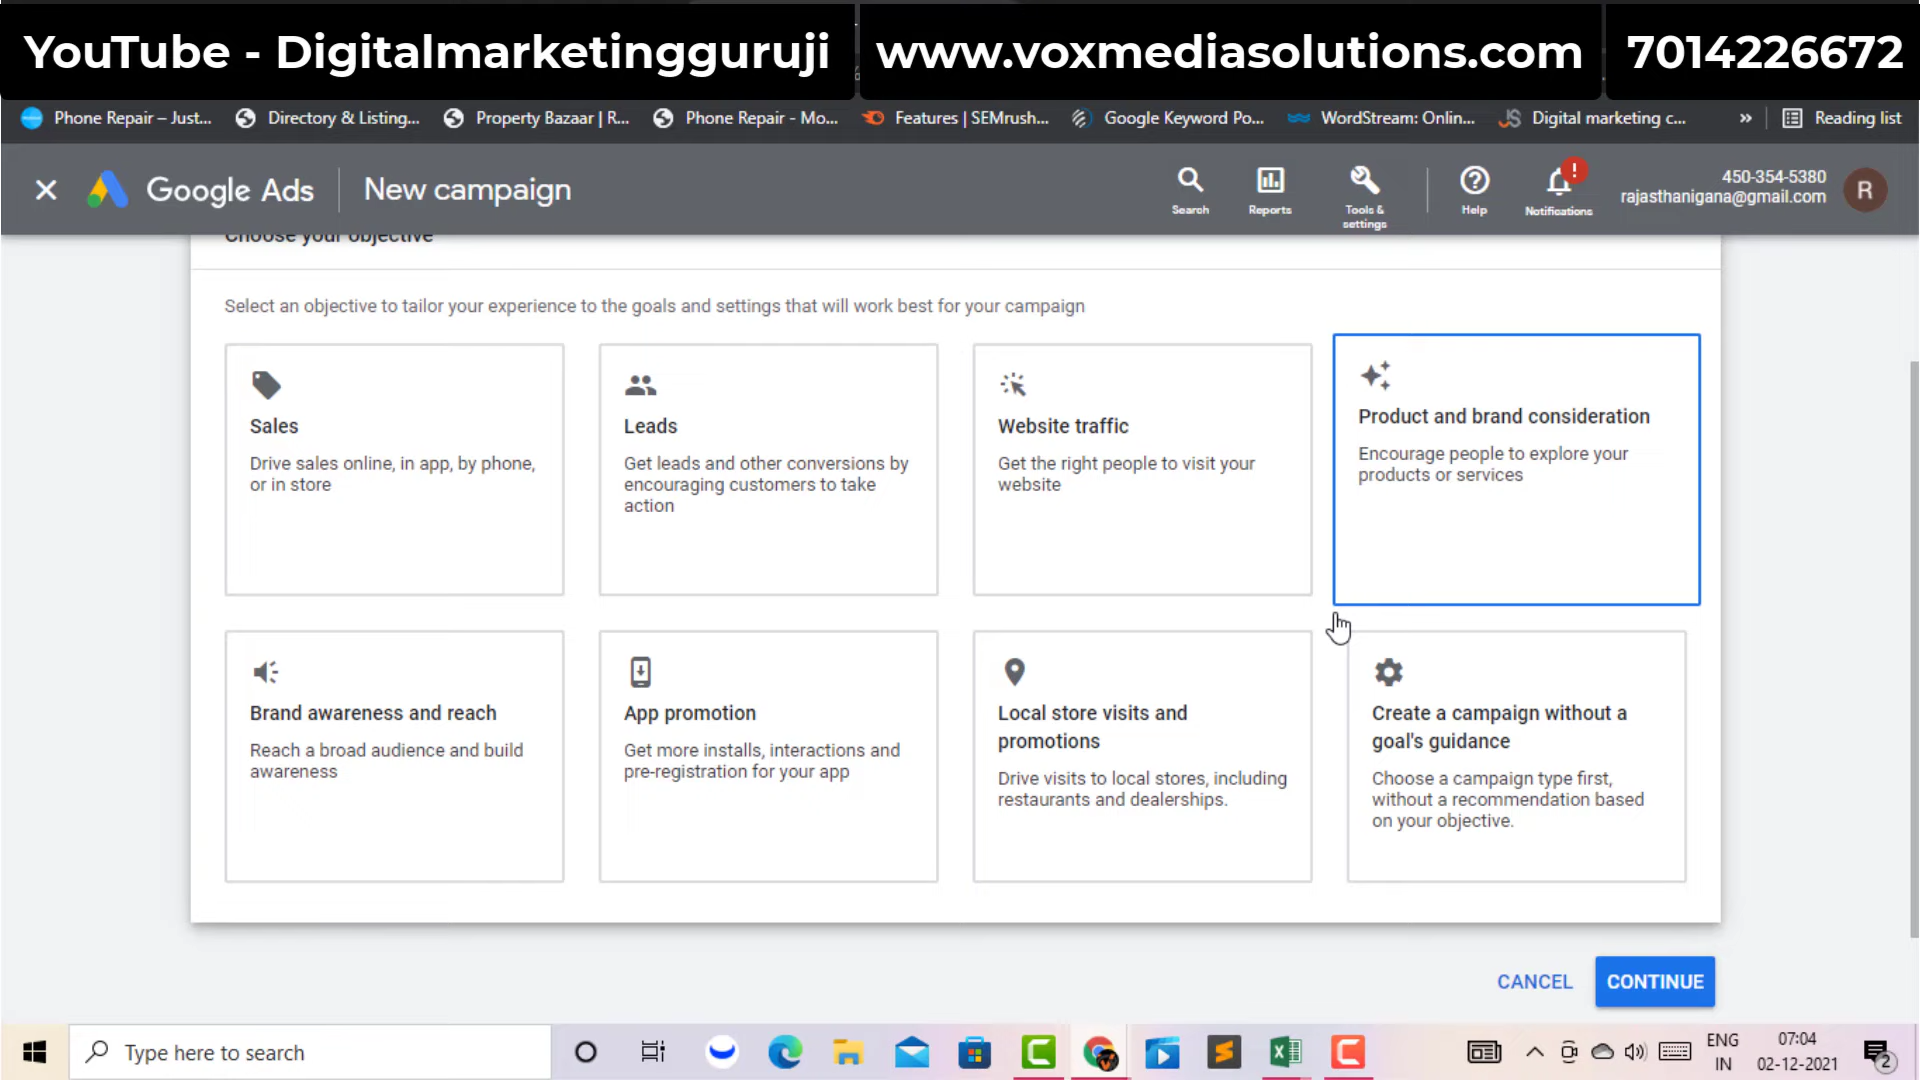 YouTube - Digitalmarketingguruji www.voxmediasolutions.com 7014226672
Phone Repair – Just... Directory & Listing... Property Bazaar | R... Phone Repair - Mo... Features | SEMrush... Google Keyword Po... WordStream: Onlin... Digital marketing c... » Reading list
Google Ads New campaign
Search Reports Tools & settings Help Notifications
450-354-5380
rajasthanigana@gmail.com
R
Choose your objective
Select an objective to tailor your experience to the goals and settings that will work best for your campaign
Sales
Drive sales online, in app, by phone,
or in store
Leads
Get leads and other conversions by
encouraging customers to take
action
Website traffic
Get the right people to visit your
website
Product and brand consideration
Encourage people to explore your
products or services
Brand awareness and reach
Reach a broad audience and build
awareness
App promotion
Get more installs, interactions and
pre-registration for your app
Local store visits and
promotions
Drive visits to local stores, including
restaurants and dealerships.
Create a campaign without a
goal's guidance
Choose a campaign type first,
without a recommendation based
on your objective.
CANCEL CONTINUE
Type here to search
ENG
IN
07:04
02-12-2021
2